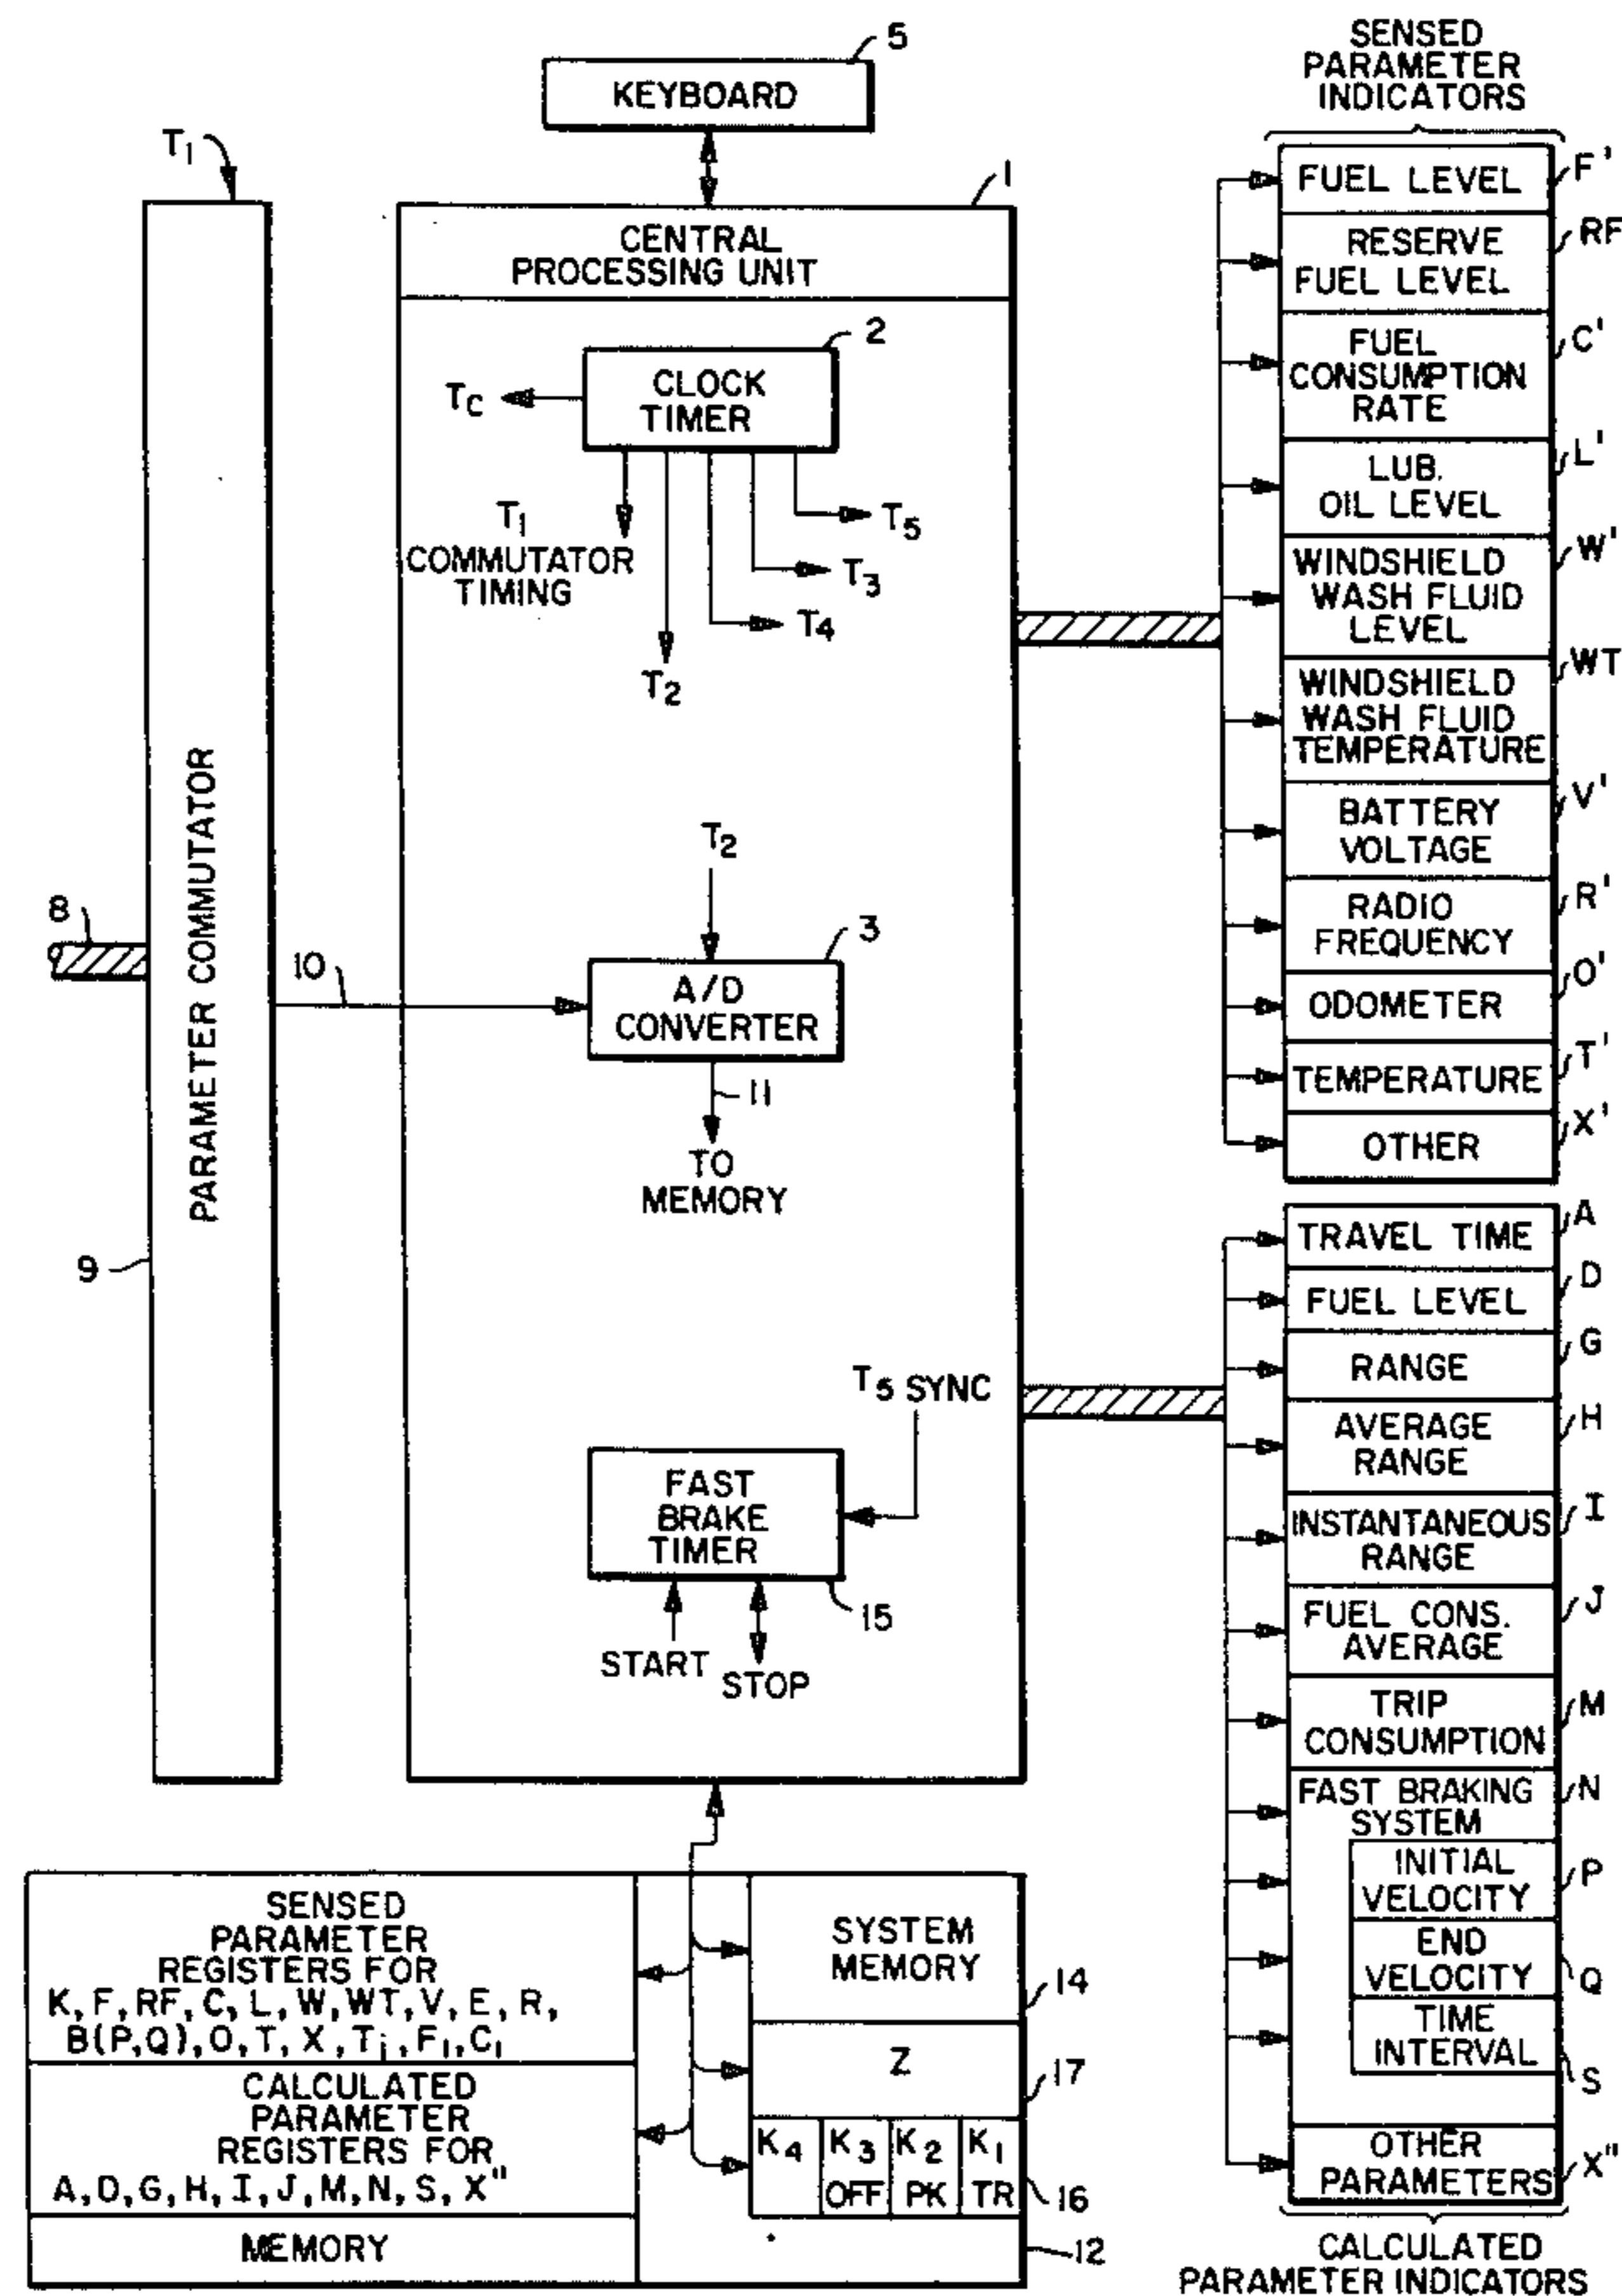 5
KEYBOARD
T1
1
CENTRAL
PROCESSING UNIT
2
CLOCK
TIMER
TC
T1
COMMUTATOR
TIMING
T5
T3
T4
T2
PARAMETER COMMUTATOR
8
9
10
T2
3
A/D
CONVERTER
11
TO
MEMORY
T5 SYNC
FAST
BRAKE
TIMER
15
START
STOP
SENSED
PARAMETER
INDICATORS
FUEL LEVEL
F'
RESERVE
FUEL LEVEL
RF
FUEL
CONSUMPTION
RATE
C'
LUB.
OIL LEVEL
L'
WINDSHIELD
WASH FLUID
LEVEL
W'
WINDSHIELD
WASH FLUID
TEMPERATURE
WT
BATTERY
VOLTAGE
V'
RADIO
FREQUENCY
R'
ODOMETER
O'
TEMPERATURE
T'
OTHER
X'
TRAVEL TIME
A
FUEL LEVEL
D
RANGE
G
AVERAGE
RANGE
H
INSTANTANEOUS
RANGE
I
FUEL CONS.
AVERAGE
J
TRIP
CONSUMPTION
M
FAST BRAKING
SYSTEM
N
INITIAL
VELOCITY
P
END
VELOCITY
Q
TIME
INTERVAL
S
OTHER
PARAMETERS
X"
CALCULATED
PARAMETER INDICATORS
SENSED
PARAMETER
REGISTERS FOR
K, F, RF, C, L, W, WT, V, E, R,
B(P,Q), O, T, X, Ti, F1, C1
CALCULATED
PARAMETER
REGISTERS FOR
A, D, G, H, I, J, M, N, S, X"
MEMORY
SYSTEM
MEMORY
14
Z
17
K4
K3
OFF
K2
PK
K1
TR
16
12